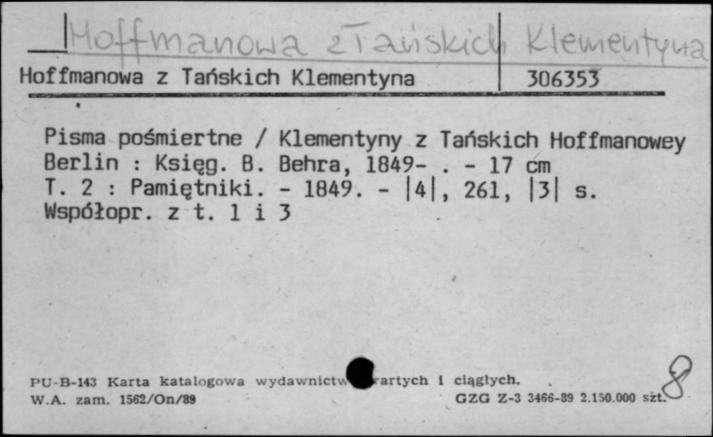 Hoffmanowa z Tańskich Klementyna
Hoffmanowa z Tańskich Klementyna 306353
Pisma pośmiertne / Klementyny z Tańskich Hoffmanowey
Berlin : Księg. B. Behra, 1849- . - 17 cm
T. 2 : Pamiętniki. - 1849. - |4|, 261, |3| s.
Współopr. z t. 1 i 3
PU-B-143 Karta katalogowa wydawnictw artych i ciągłych.
W.A. zam. 1562/On/89 GZG Z-3 3466-89 2.150.000 szt.
8